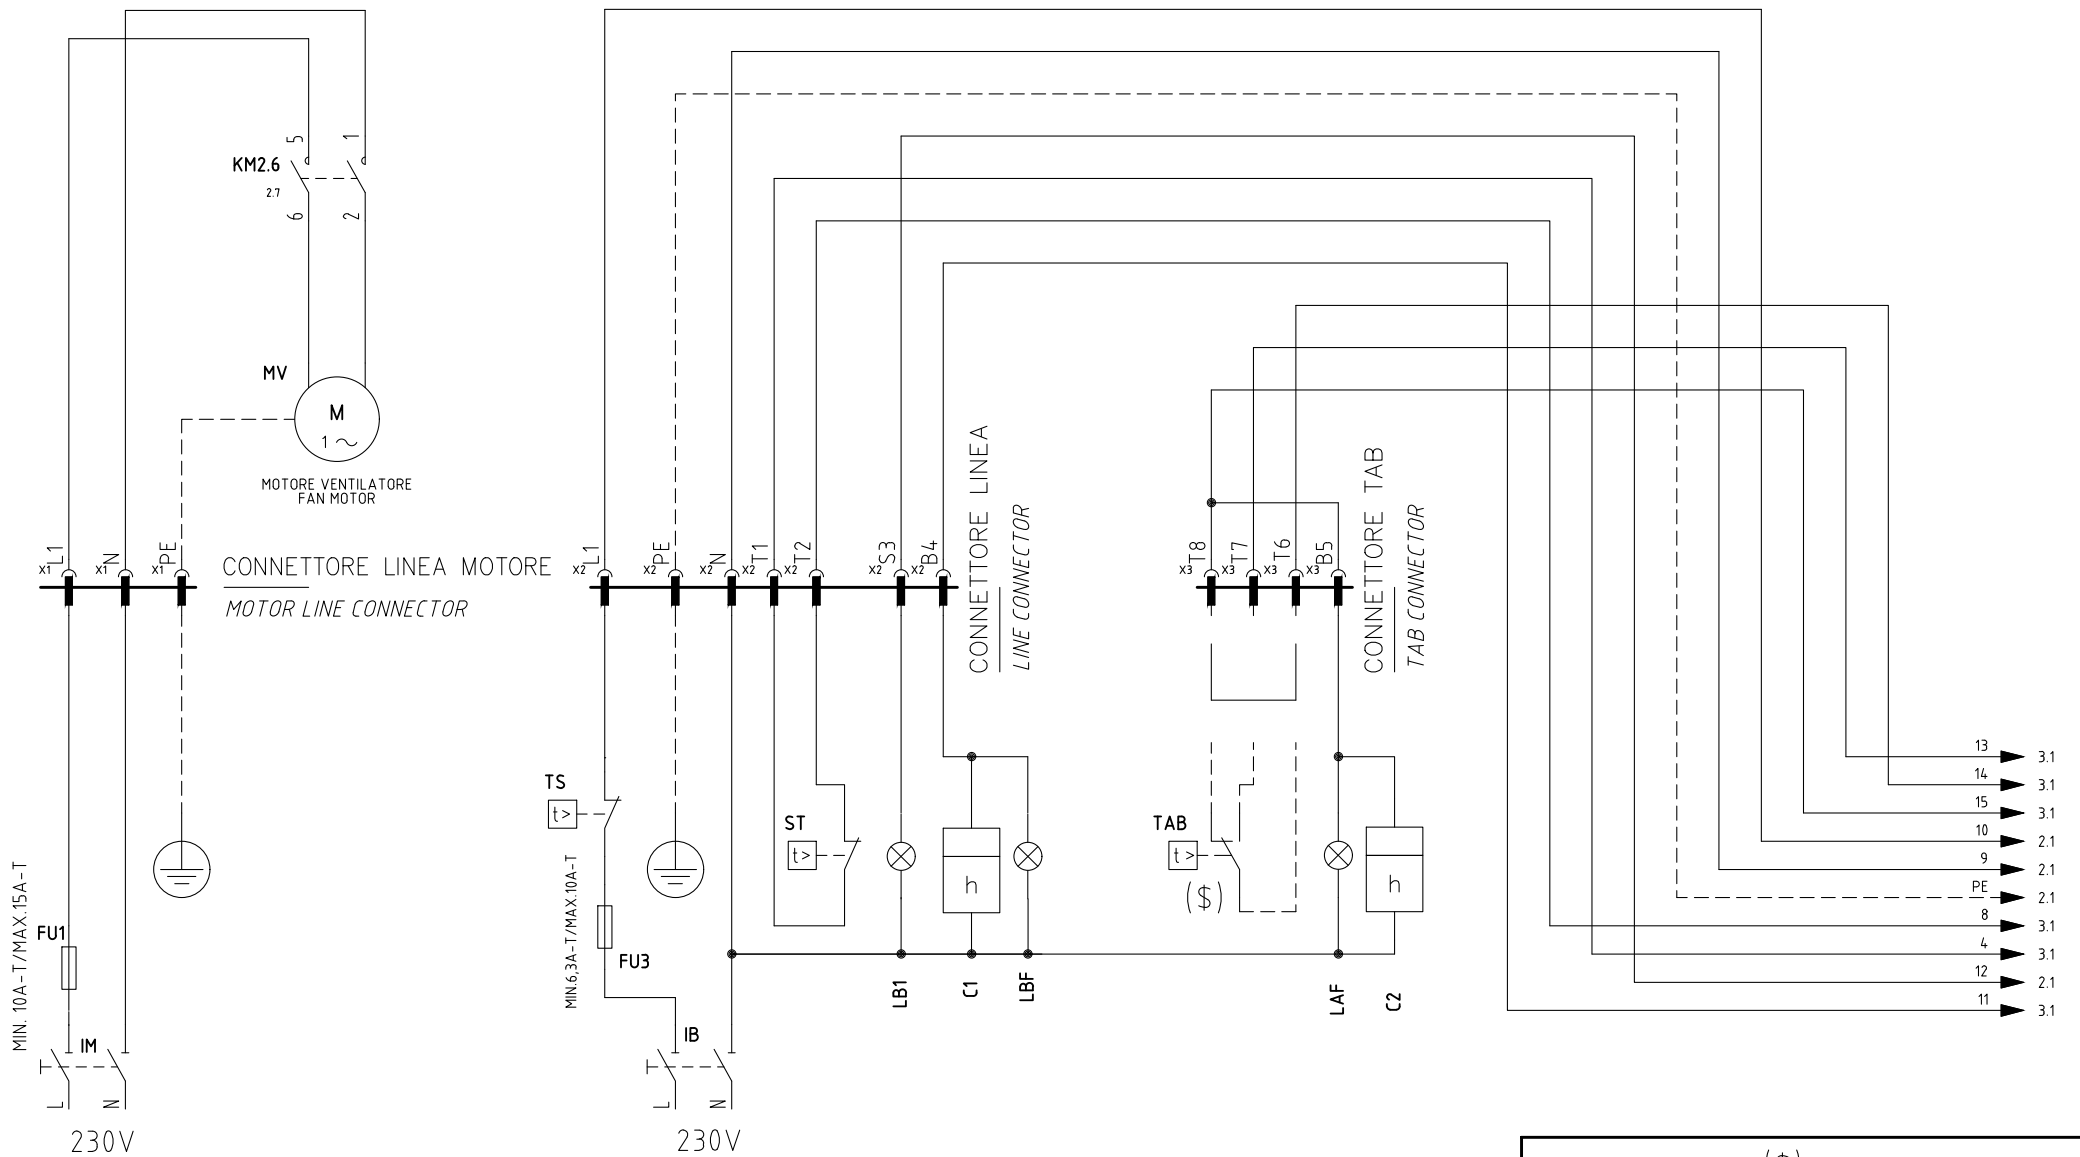 5
1
KM2.6
2.7
6
2
MV
M
1~
MOTORE VENTILATORE
FAN MOTOR
X1 L1
X1 N
X1 PE
CONNETTORE LINEA MOTORE
MOTOR LINE CONNECTOR
X2 L1
X2 PE
X2 N
X2 T1
X2 T2
X2 S3
X2 B4
CONNETTORE LINEA
LINE CONNECTOR
X3 T8
X3 T7
X3 T6
X3 B5
CONNETTORE TAB
TAB CONNECTOR
MIN. 10A-T/MAX.15A-T
FU1
IM
L
N
230V
TS
t>
MIN.6,3A-T/MAX.10A-T
FU3
IB
L
N
230V
ST
t>
LB1
h
C1
LBF
TAB
t>
($)
LAF
h
C2
13 3.1
14 3.1
15 3.1
10 2.1
9 2.1
PE 2.1
8 3.1
4 3.1
12 2.1
11 3.1
($)